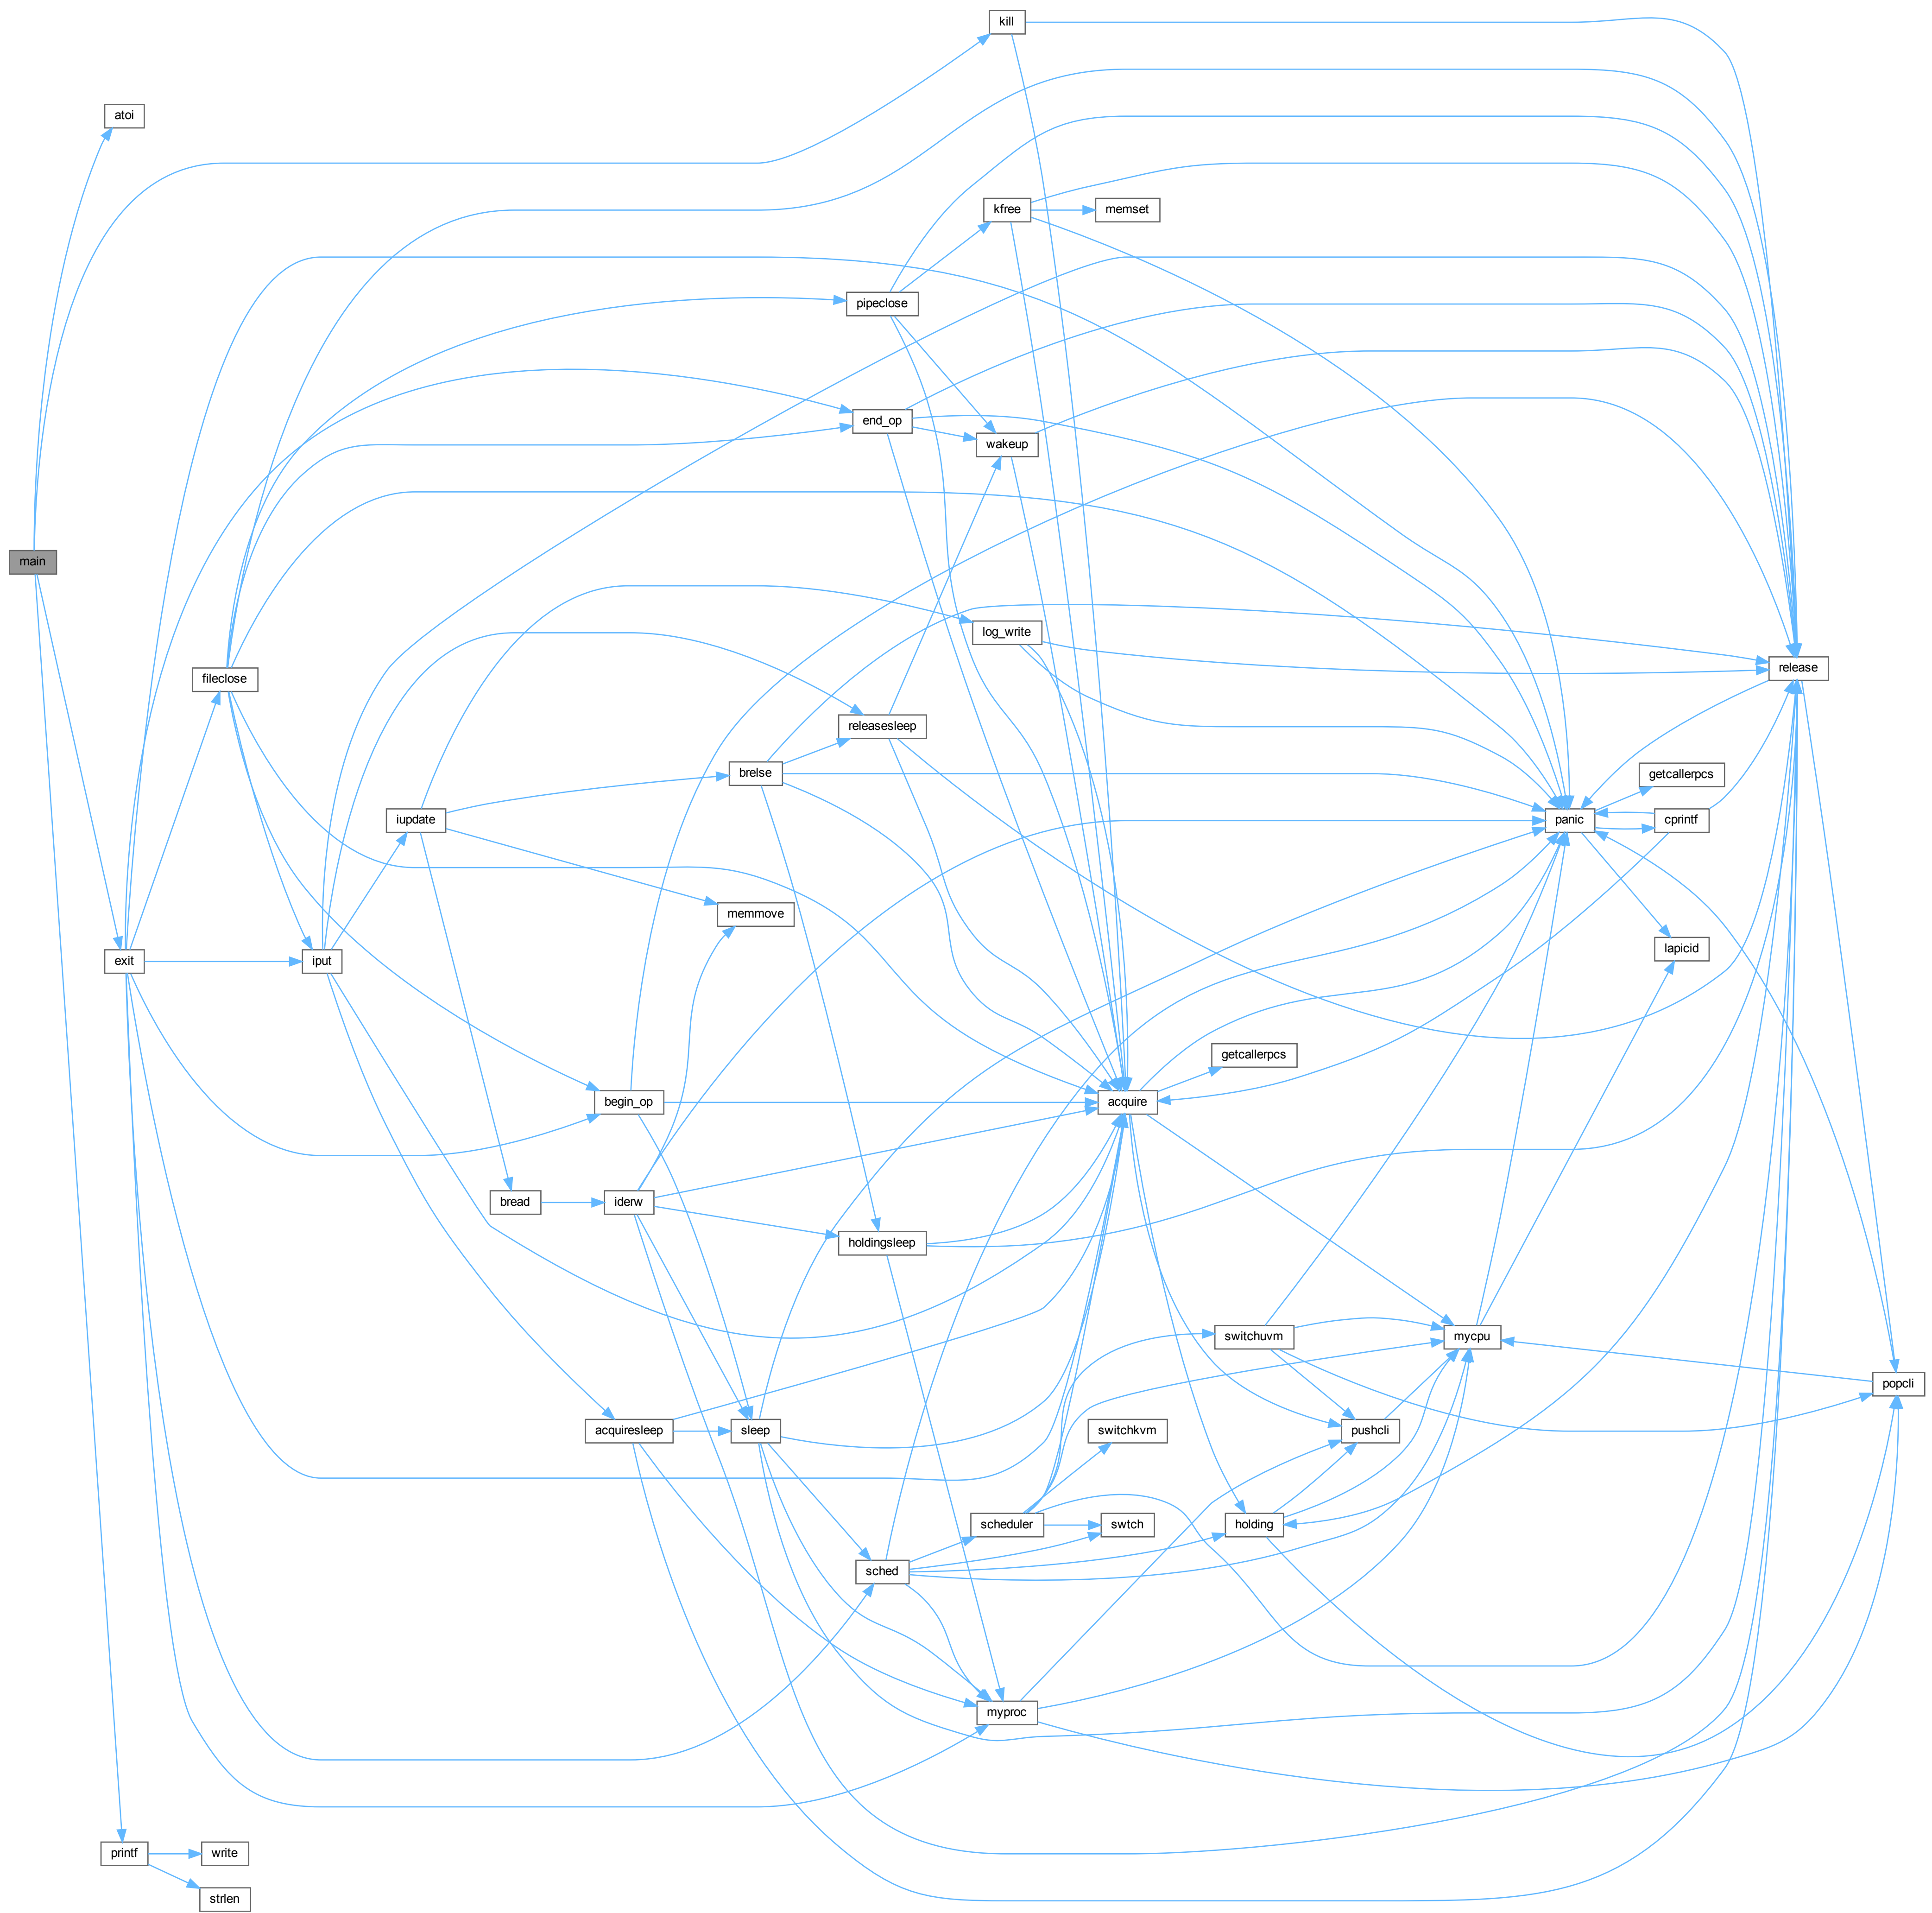 kill
atoi
kfree
memset
pipeclose
end_op
wakeup
main
log_write
release
fileclose
releasesleep
brelse
getcallerpcs
iupdate
panic
cprintf
memmove
exit
iput
lapicid
getcallerpcs
begin_op
acquire
bread
iderw
holdingsleep
switchuvm
mycpu
popcli
acquiresleep
sleep
switchkvm
pushcli
scheduler
swtch
holding
sched
myproc
printf
write
strlen